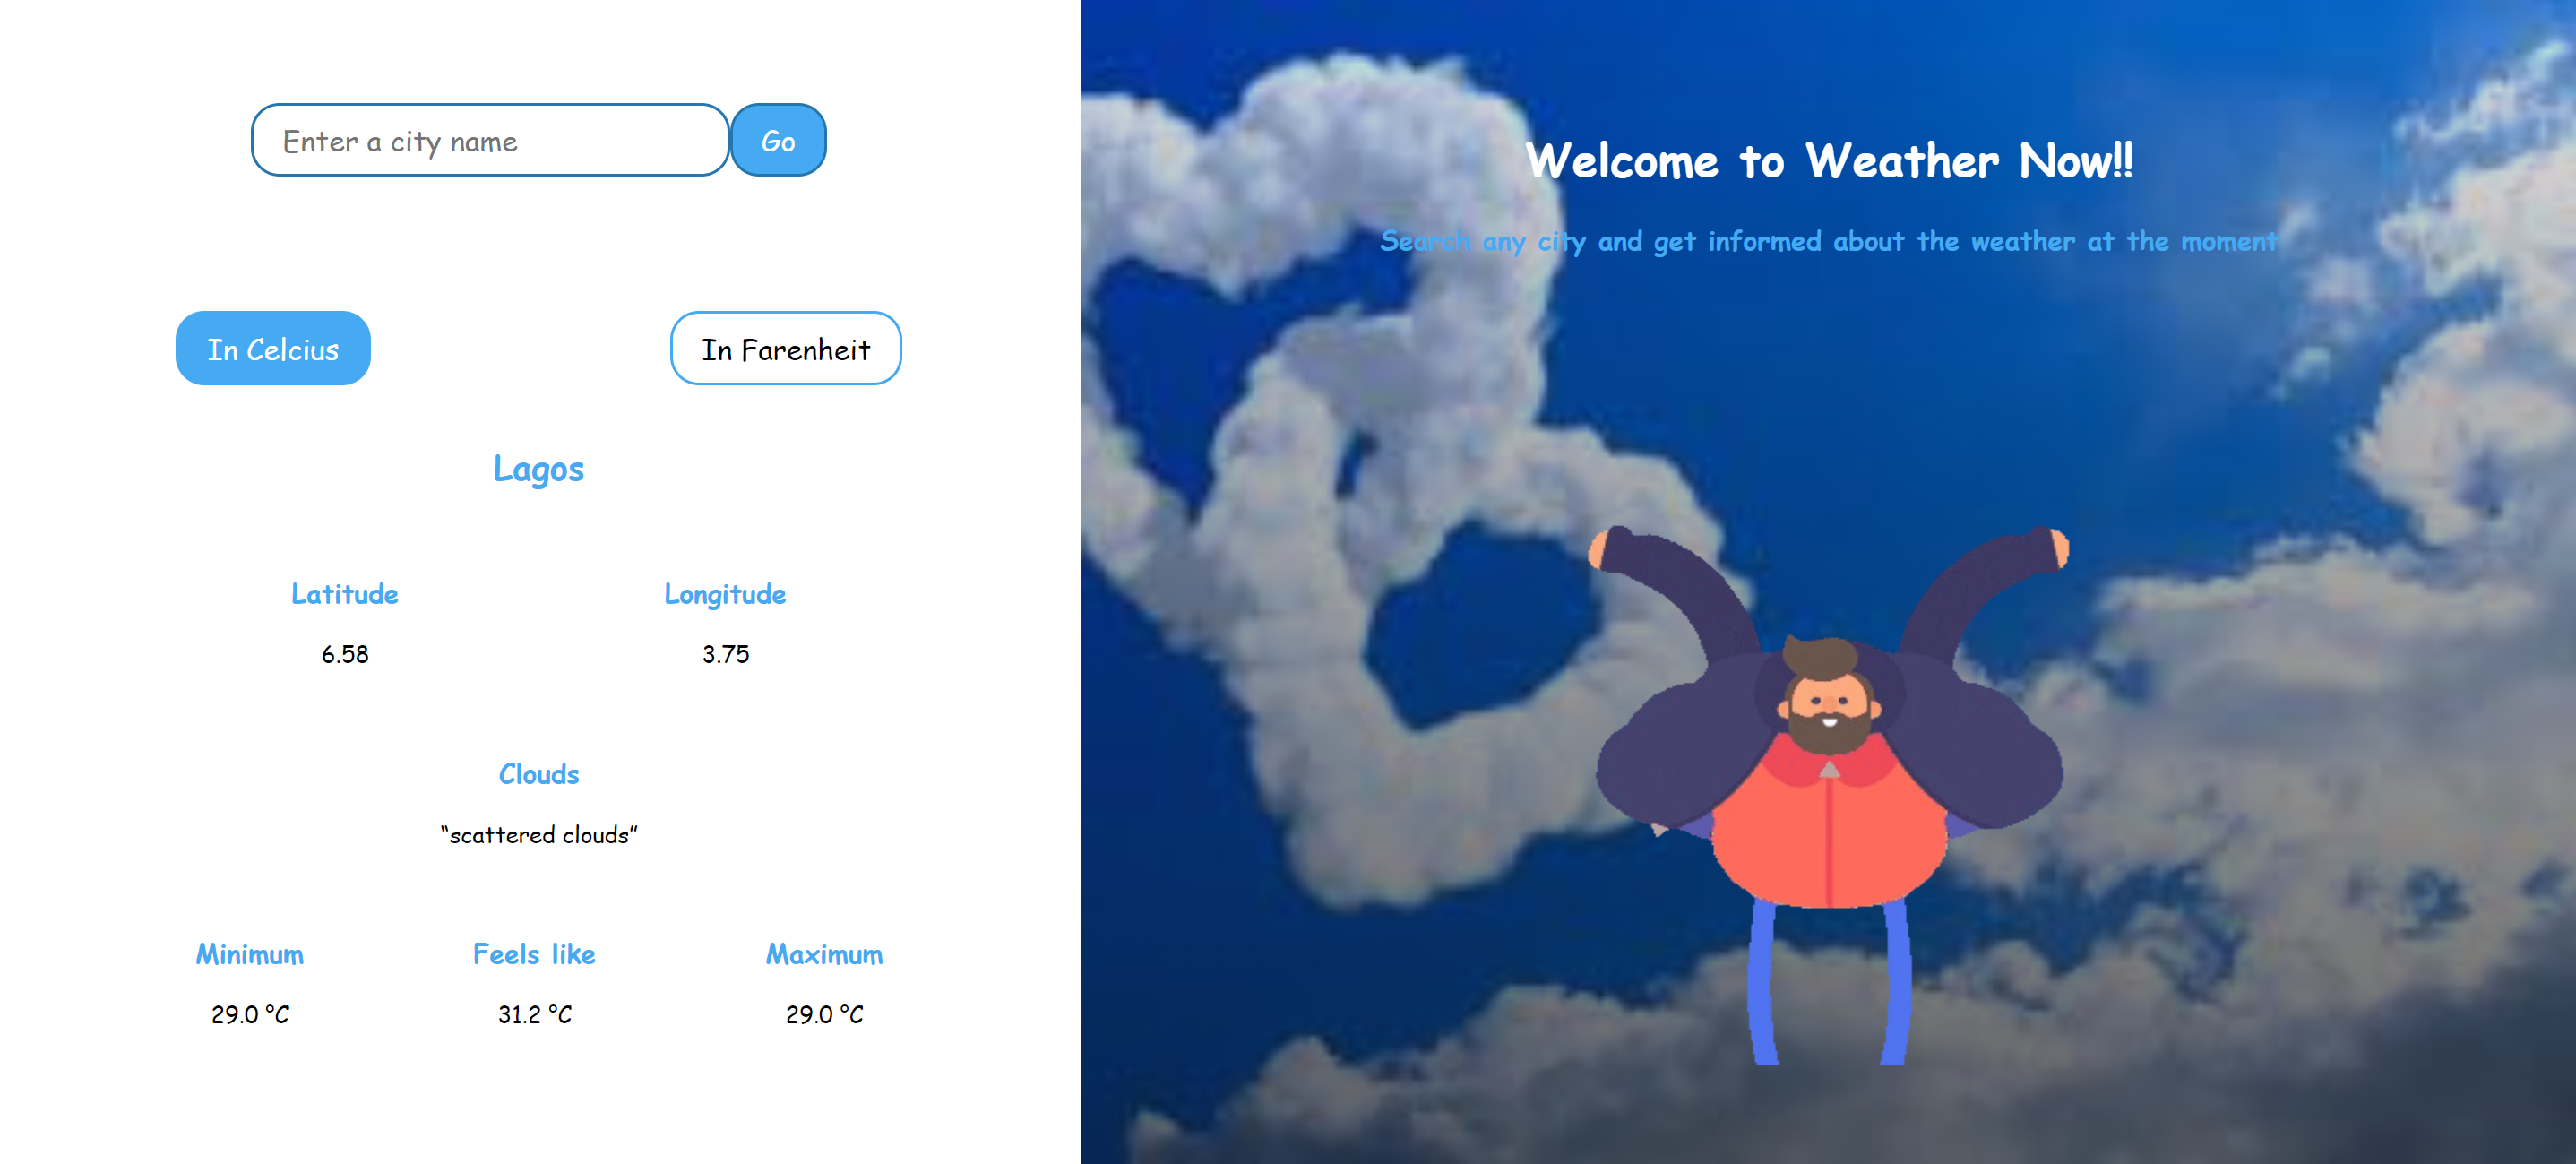 Enter a city name
Go
In Celcius
In Farenheit
Lagos
Latitude
Longitude
6.58
3.75
Clouds
“scattered clouds”
Minimum
Feels like
Maximum
29.0 °C
31.2 °C
29.0 °C
Welcome to Weather Now!!
Search any city and get informed about the weather at the moment